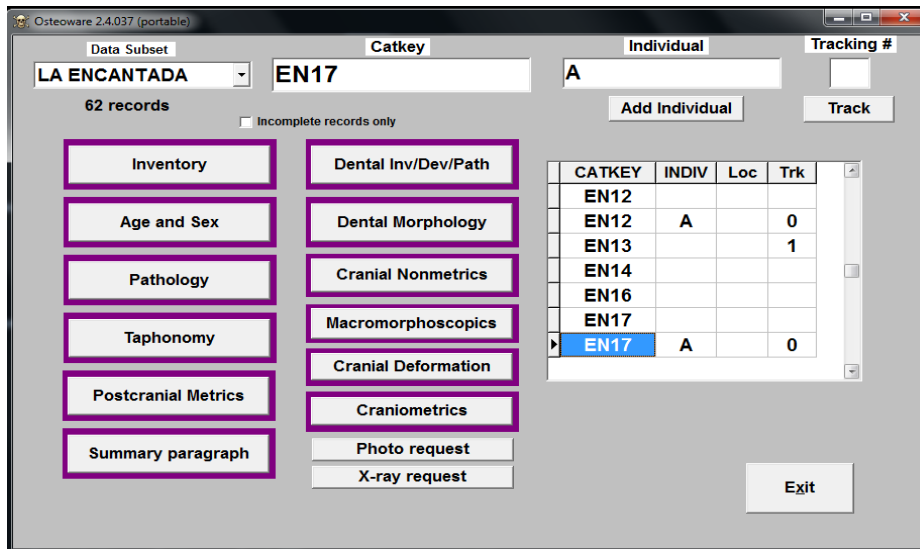 Osteoware 2.4.037 (portable)
Data Subset Catkey Individual Tracking #
LA ENCANTADA EN17 A
62 records Add Individual Track
Incomplete records only
Inventory Dental Inv/Dev/Path
CATKEY INDIV Loc Trk
EN12
Age and Sex Dental Morphology EN12 A 0
EN13 1
Pathology Cranial Nonmetrics EN14
EN16
Taphonomy Macromorphoscopics EN17
EN17 A 0
Cranial Deformation
Postcranial Metrics Craniometrics
Summary paragraph Photo request
X-ray request
Exit